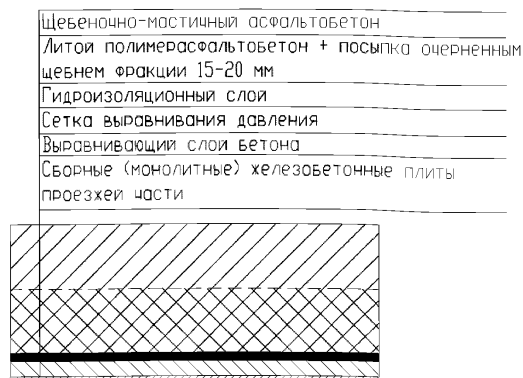 Щебеночно-мастичный асфальтобетон
Литой полимерасфальтобетон + посыпка очерненным
щебнем фракции 15-20 мм
Гидроизоляционный слой
Сетка выравнивания давления
Выравнивающий слой бетона
Сборные (монолитные) железобетонные плиты
проезжей части